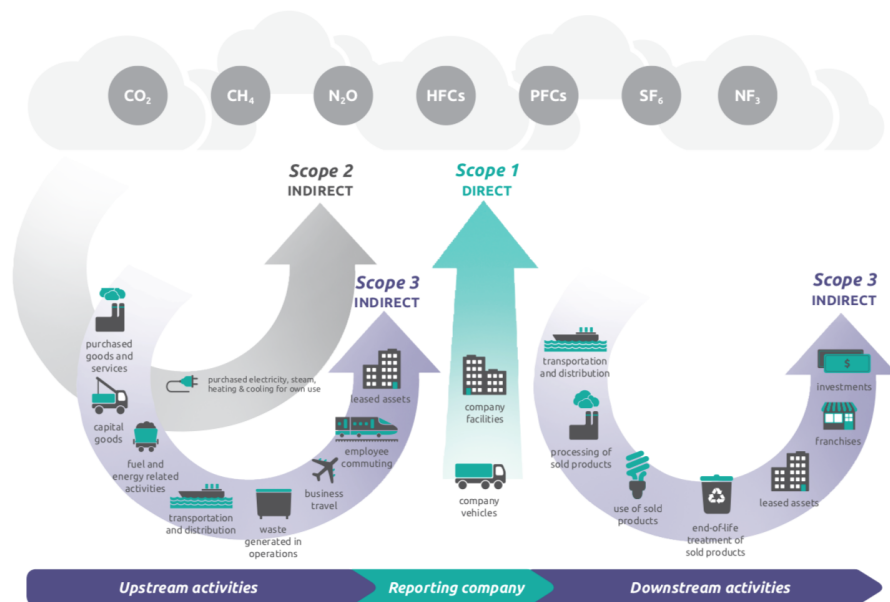 CO₂
CH₄
N₂O
HFCs
PFCs
SF₆
NF₃
Scope 2
INDIRECT
Scope 1
DIRECT
Scope 3
INDIRECT
Scope 3
INDIRECT
purchased
goods and
services
capital
goods
fuel and
energy related
activities
transportation
and distribution
waste
generated in
operations
business
travel
employee
commuting
leased assets
purchased electricity, steam,
heating & cooling for own use
company
facilities
company
vehicles
transportation
and distribution
processing of
sold products
use of sold
products
end-of-life
treatment of
sold products
leased assets
franchises
investments
$
Upstream activities
Reporting company
Downstream activities